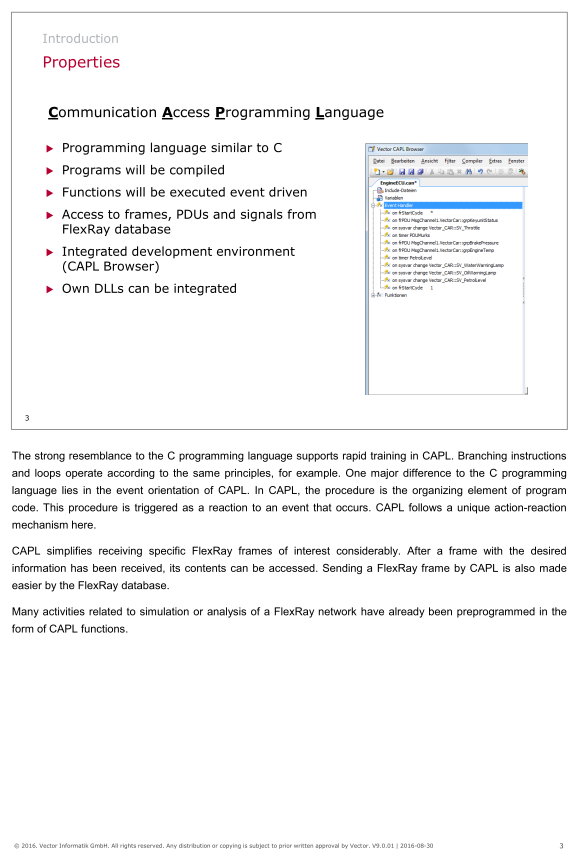 Introduction
Properties
Communication Access Programming Language
Programming language similar to C
Programs will be compiled
Functions will be executed event driven
Access to frames, PDUs and signals from
FlexRay database
Integrated development environment
(CAPL Browser)
Own DLLs can be integrated
Vector CAPL Browser
Datei Bearbeiten Ansicht Filter Compiler Extras Fenster
EngineECU.can*
Include-Dateien
Variablen
Event Handler
on frStartCycle *
on frPDU MsgChannel1.VectorCar::grpKeyunitStatus
on sysvar change Vector_CAR::SV_Throttle
on timer PDUMurks
on frPDU MsgChannel1.VectorCar::grpBrakePressure
on frPDU MsgChannel1.VectorCar::grpEngineTemp
on timer PetrolLevel
on sysvar change Vector_CAR::SV_WaterWarningLamp
on sysvar change Vector_CAR::SV_OilWarningLamp
on sysvar change Vector_CAR::SV_PetrolLevel
on frStartCycle 1
Funktionen
3
The strong resemblance to the C programming language supports rapid training in CAPL. Branching instructions
and loops operate according to the same principles, for example. One major difference to the C programming
language lies in the event orientation of CAPL. In CAPL, the procedure is the organizing element of program
code. This procedure is triggered as a reaction to an event that occurs. CAPL follows a unique action-reaction
mechanism here.
CAPL simplifies receiving specific FlexRay frames of interest considerably. After a frame with the desired
information has been received, its contents can be accessed. Sending a FlexRay frame by CAPL is also made
easier by the FlexRay database.
Many activities related to simulation or analysis of a FlexRay network have already been preprogrammed in the
form of CAPL functions.
© 2016. Vector Informatik GmbH. All rights reserved. Any distribution or copying is subject to prior written approval by Vector. V9.0.01 | 2016-08-30
3